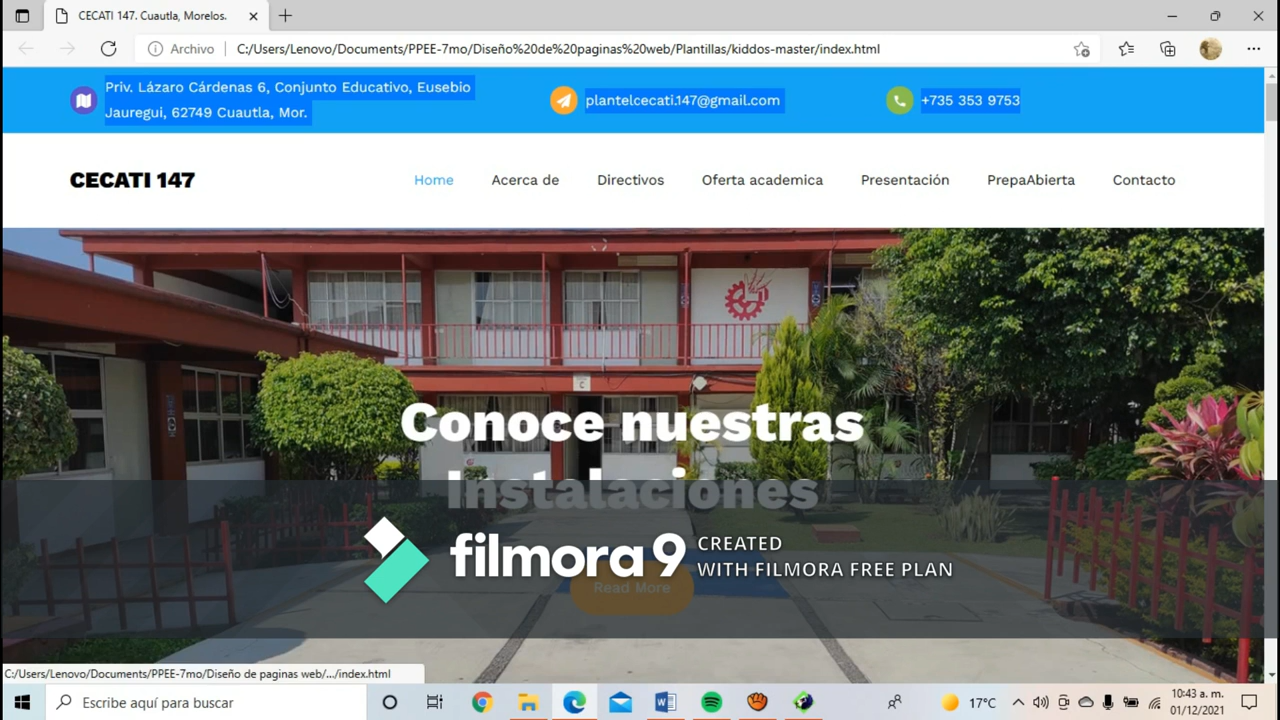 CECATI 147. Cuautla, Morelos.
Archivo
C:/Users/Lenovo/Documents/PPEE-7mo/Diseño%20de%20paginas%20web/Plantillas/kiddos-master/index.html
Priv. Lázaro Cárdenas 6, Conjunto Educativo, Eusebio
Jauregui, 62749 Cuautla, Mor.
plantelcecati.147@gmail.com
+735 353 9753
CECATI 147
Home
Acerca de
Directivos
Oferta academica
Presentación
PrepaAbierta
Contacto
C
Conoce nuestras
Instalaciones
filmora9
CREATED
WITH FILMORA FREE PLAN
Read More
C:/Users/Lenovo/Documents/PPEE-7mo/Diseño de paginas web/.../index.html
Escribe aquí para buscar
17°C
10:43 a. m.
01/12/2021